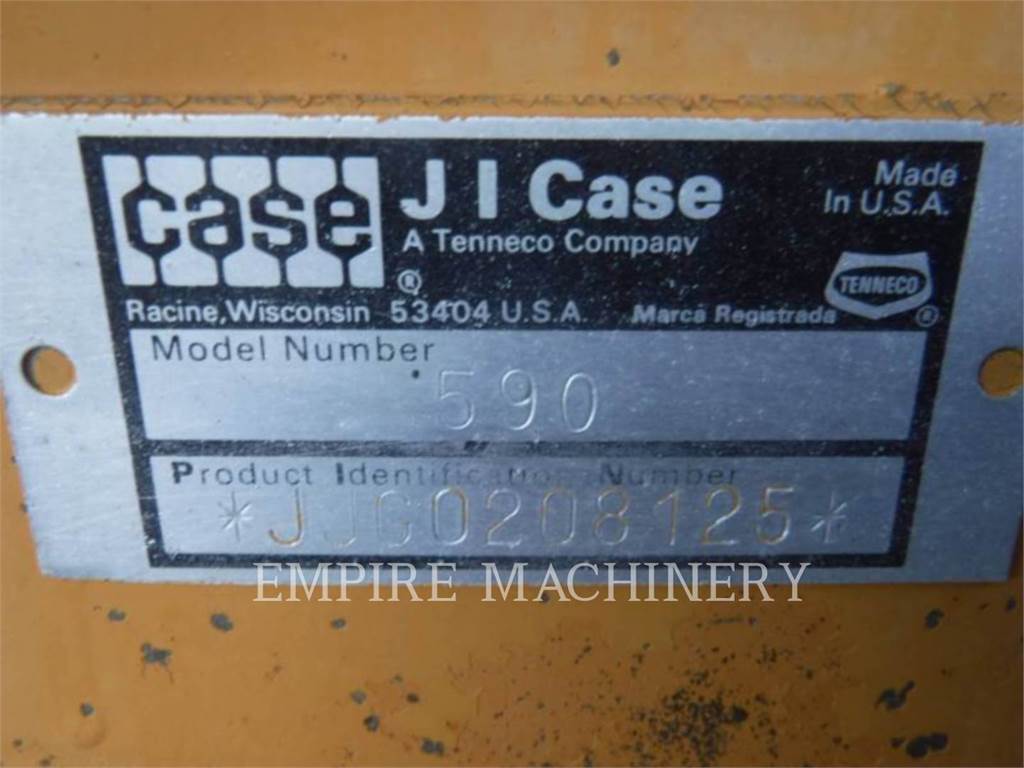 case
J I Case
Made
In U.S.A.
A Tenneco Company
®
TENNECO
Racine, Wisconsin 53404 U.S.A. Marca Registrada ®
Model Number
590
Product Identification Number
*JJG0208125*
EMPIRE MACHINERY